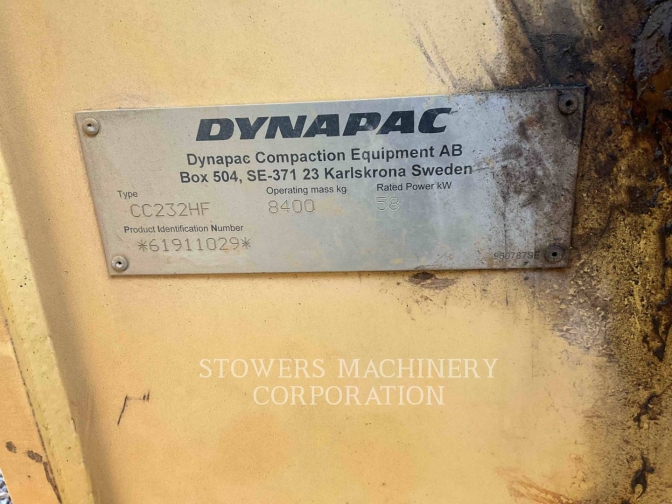 DYNAPAC
Dynapac Compaction Equipment AB
Box 504, SE-371 23 Karlskrona Sweden
Type Operating mass kg Rated Power kW
CC232HF 8400 58
Product Identification Number
*61911029*
STOWERS MACHINERY
CORPORATION